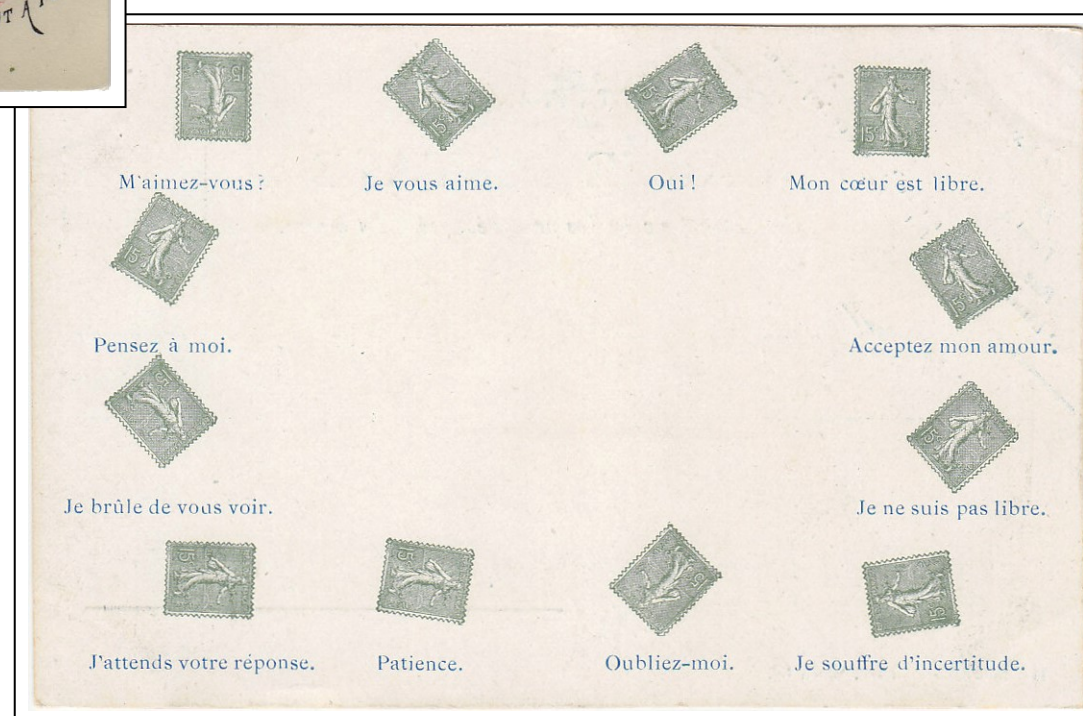 M'aimez-vous ?
Je vous aime.
Oui !
Mon cœur est libre.
Pensez à moi.
Acceptez mon amour.
Je brûle de vous voir.
Je ne suis pas libre.
J'attends votre réponse.
Patience.
Oubliez-moi.
Je souffre d'incertitude.